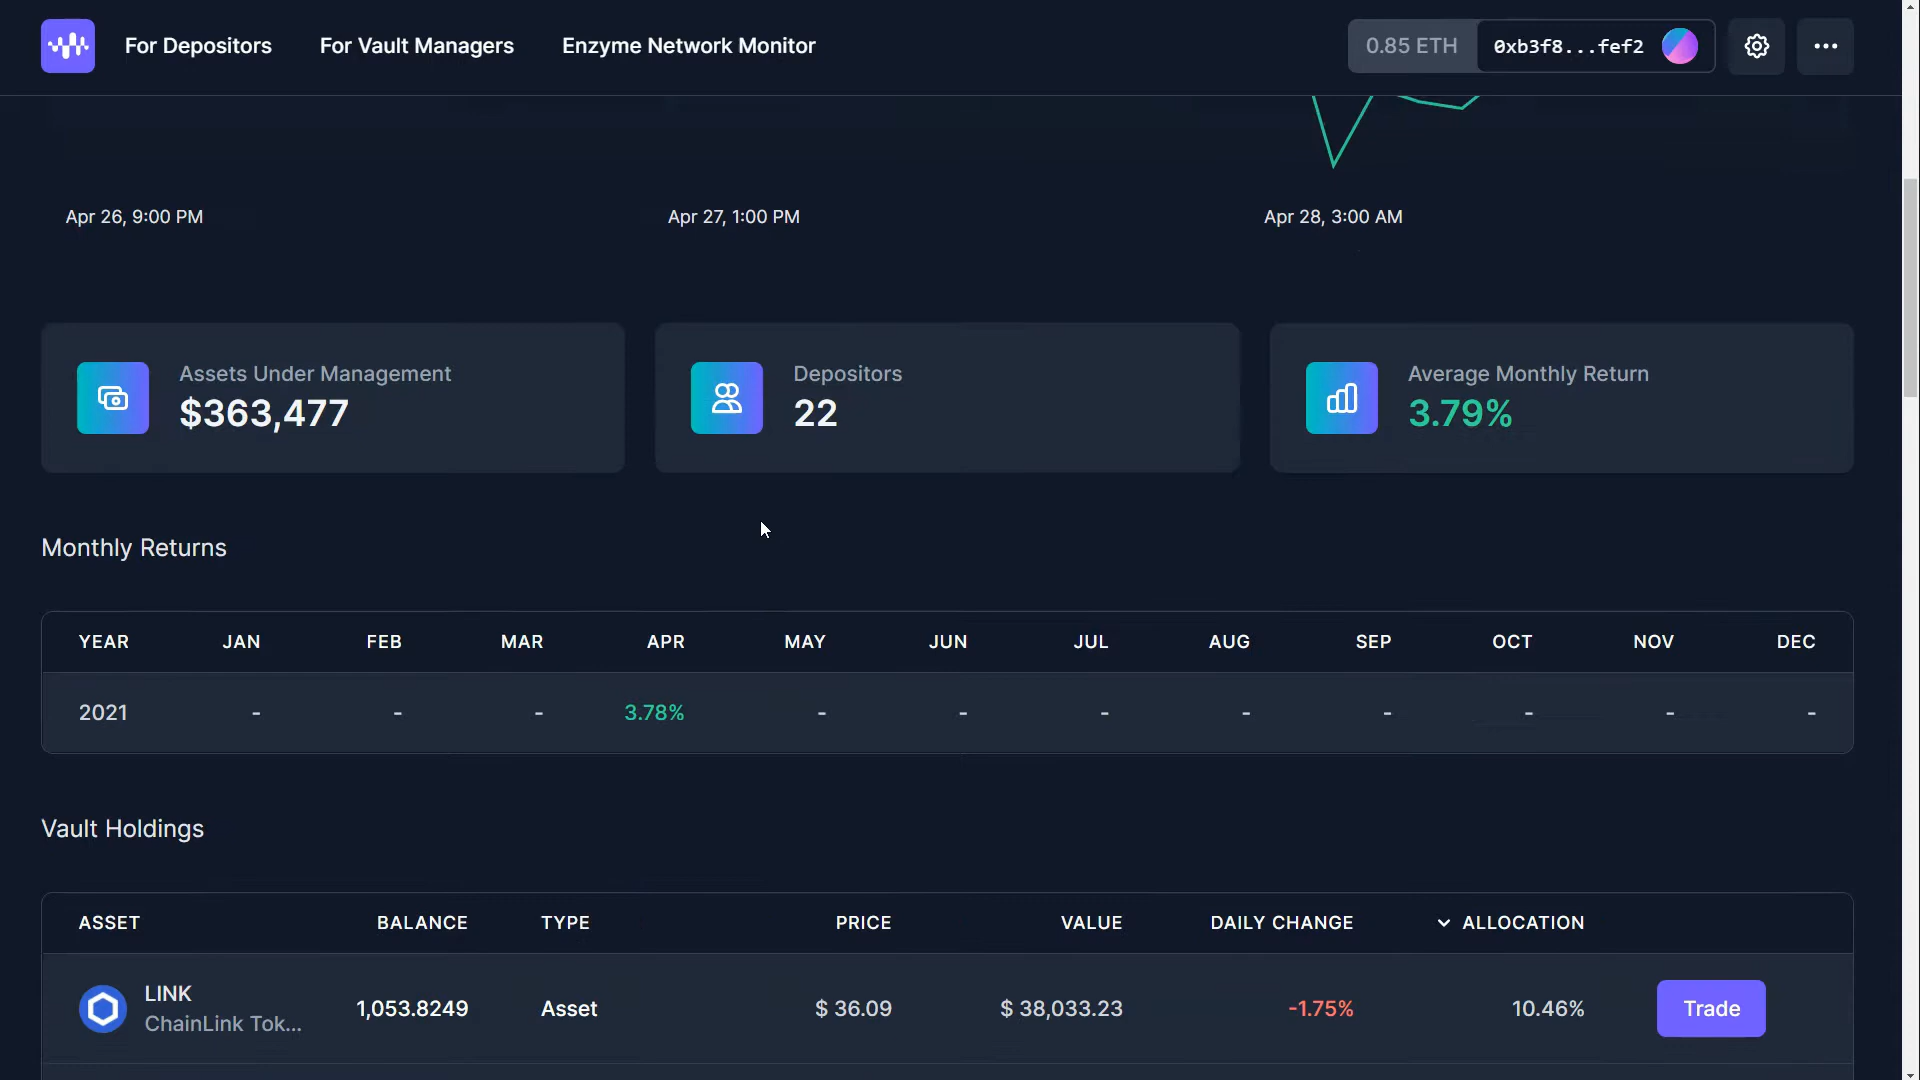 For Depositors For Vault Managers Enzyme Network Monitor 0.85 ETH 0xb3f8...fef2
Apr 26, 9:00 PM Apr 27, 1:00 PM Apr 28, 3:00 AM
Assets Under Management
$363,477
Depositors
22
Average Monthly Return
3.79%
Monthly Returns
YEAR JAN FEB MAR APR MAY JUN JUL AUG SEP OCT NOV DEC
2021 - - - 3.78% - - - - - - - -
Vault Holdings
ASSET BALANCE TYPE PRICE VALUE DAILY CHANGE ALLOCATION
LINK
ChainLink Tok...
1,053.8249 Asset $ 36.09 $ 38,033.23 -1.75% 10.46% Trade